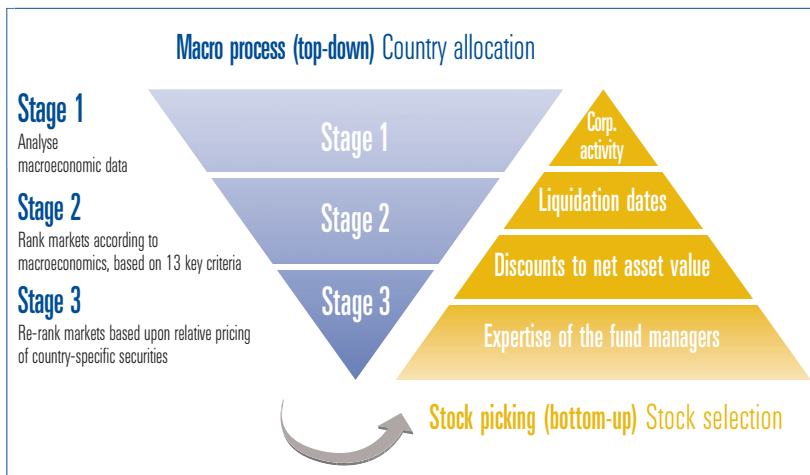 Macro process (top-down) Country allocation
Stage 1
Analyse
macroeconomic data
Stage 2
Rank markets according to
macroeconomics, based on 13 key criteria
Stage 3
Re-rank markets based upon relative pricing
of country-specific securities
Stage 1
Stage 2
Stage 3
Corp.
activity
Liquidation dates
Discounts to net asset value
Expertise of the fund managers
Stock picking (bottom-up) Stock selection